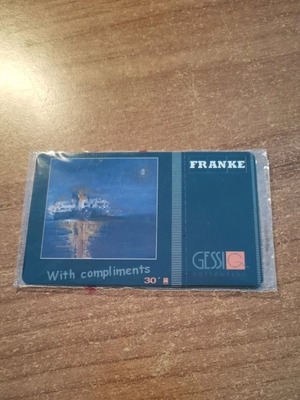 FRANKE
With compliments
30'
GESSI